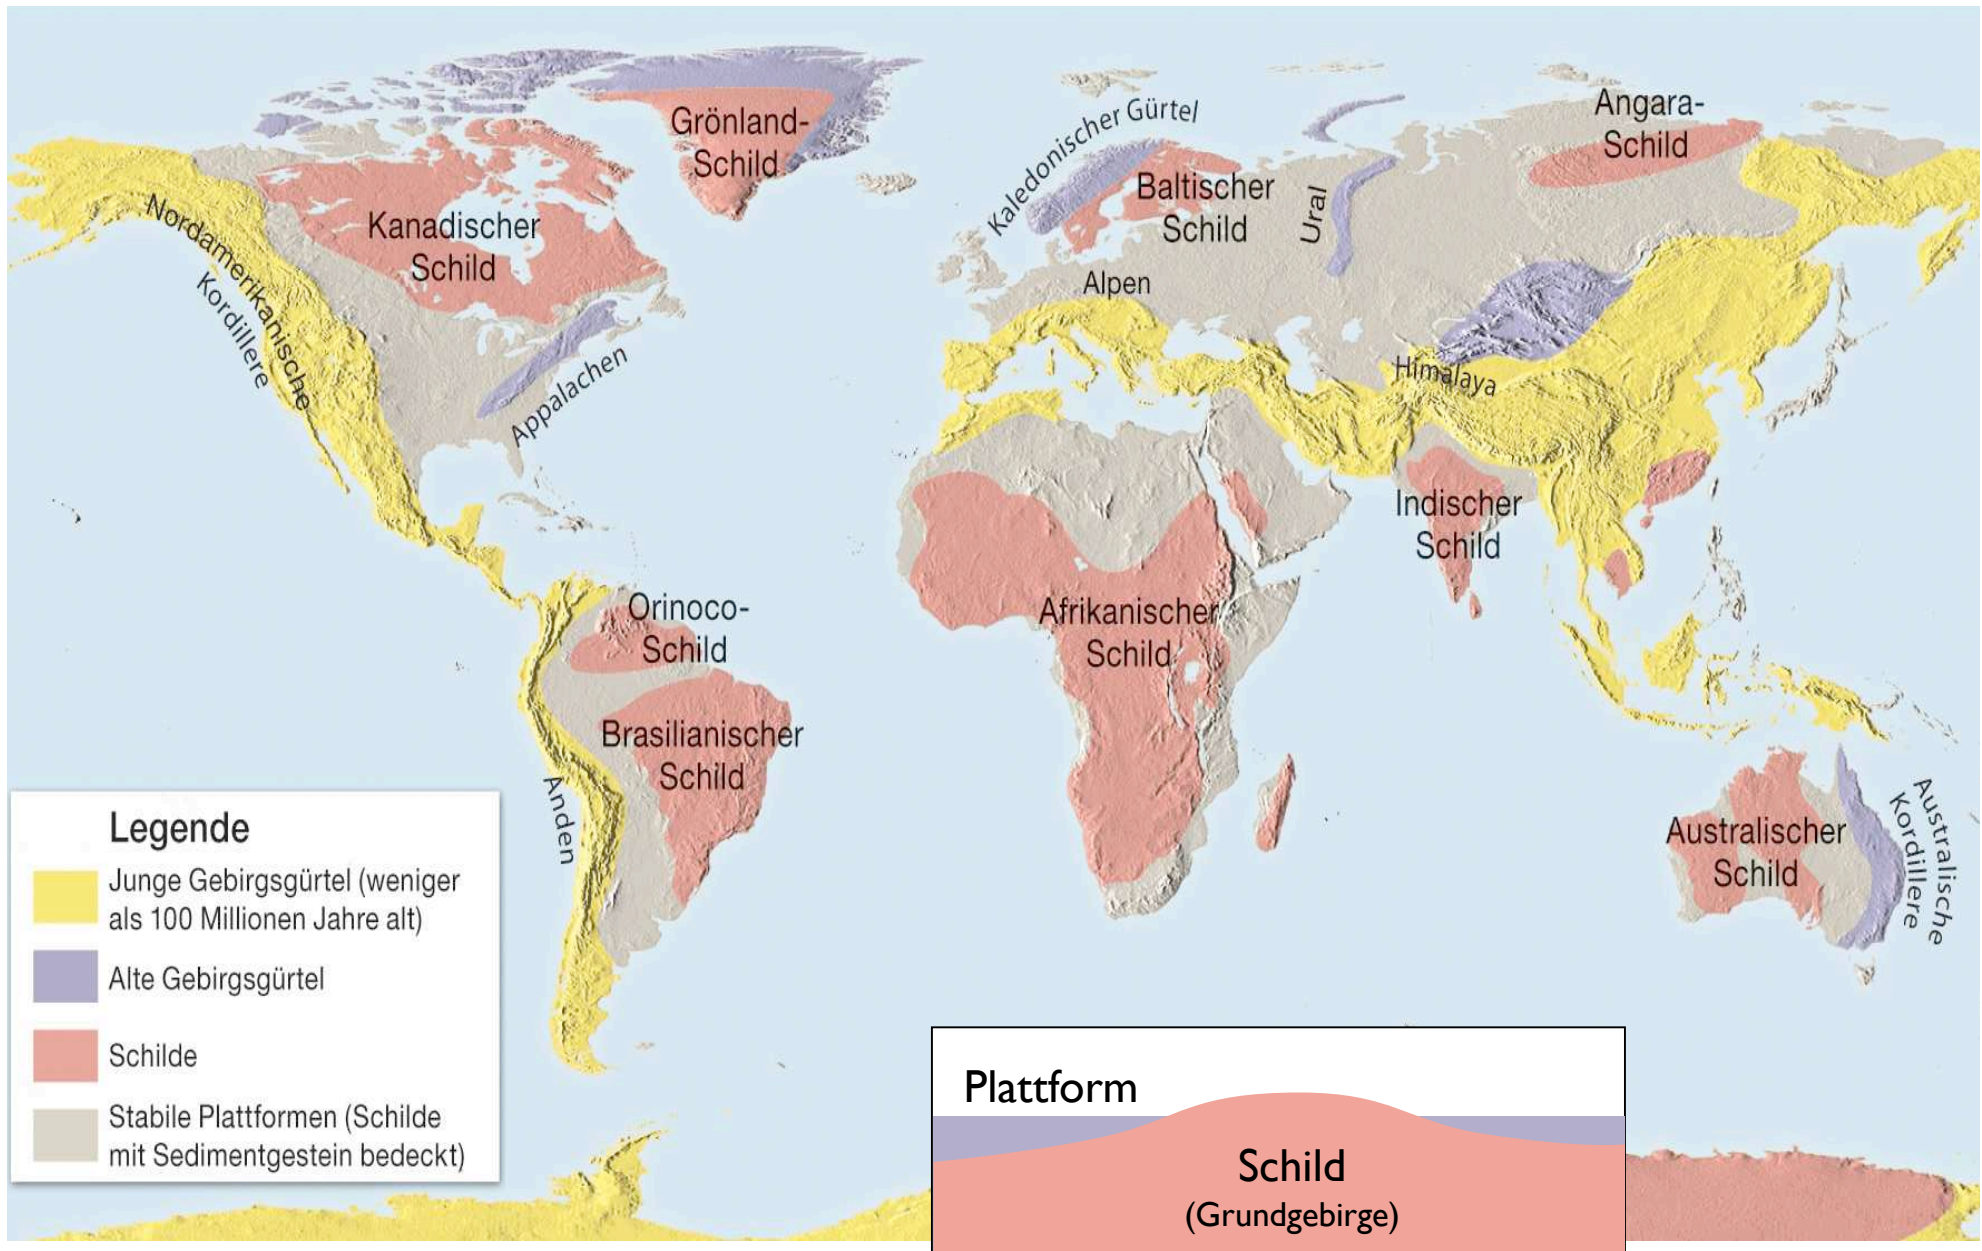 Grönland-
Schild
Kaledonischer Gürtel
Angara-
Schild
Baltischer
Schild
Ural
Kanadischer
Schild
Nordamerikanische
Kordillere
Alpen
Appalachen
Himalaya
Indischer
Schild
Orinoco-
Schild
Afrikanischer
Schild
Brasilianischer
Schild
Anden
Australischer
Schild
Australische
Kordillere
Legende
Junge Gebirgsgürtel (weniger
als 100 Millionen Jahre alt)
Alte Gebirgsgürtel
Schilde
Stabile Plattformen (Schilde
mit Sedimentgestein bedeckt)
Plattform
Schild
(Grundgebirge)